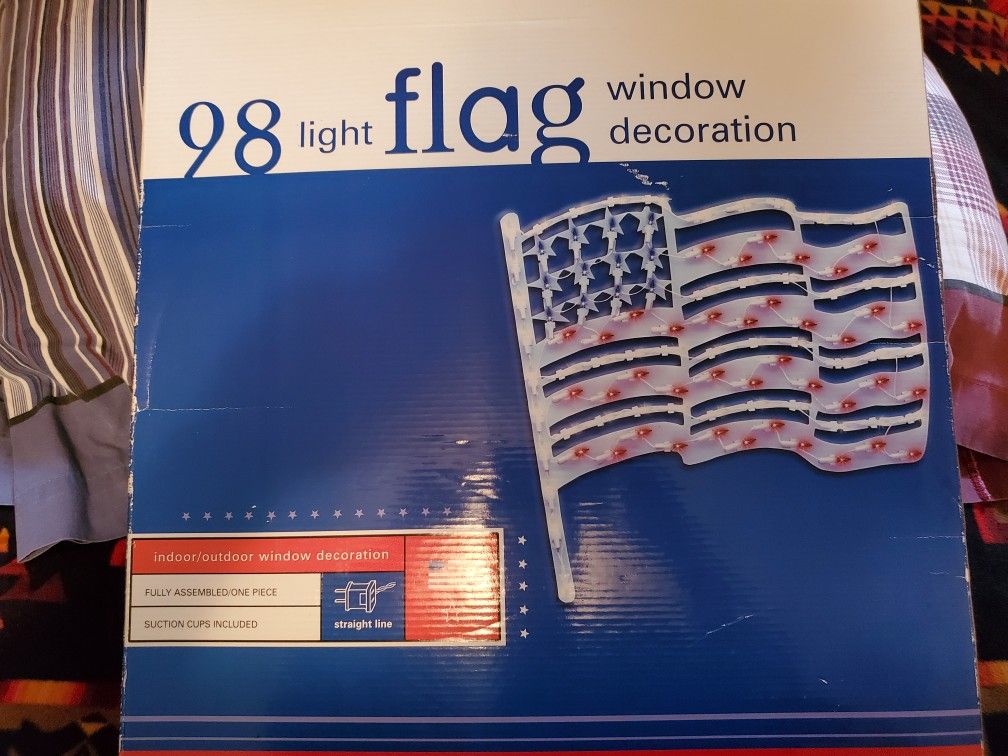 98 light flag window
decoration
indoor/outdoor window decoration
FULLY ASSEMBLED/ONE PIECE
SUCTION CUPS INCLUDED
straight line